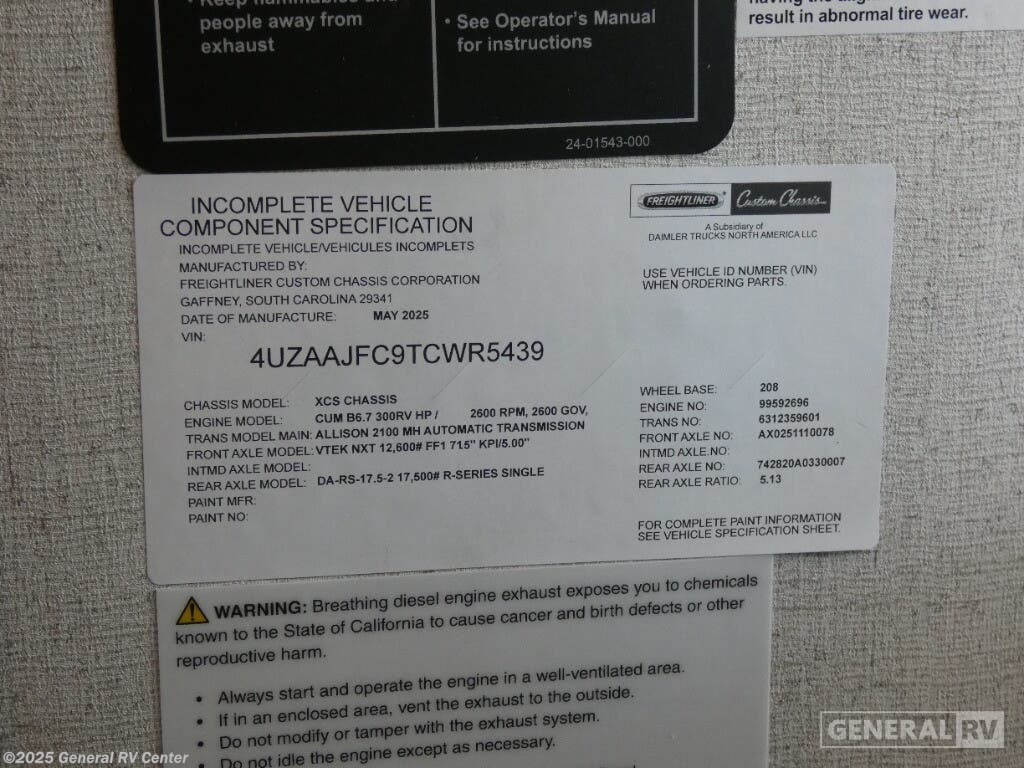 people away from
exhaust
• See Operator's Manual
for instructions
24-01543-000
result in abnormal tire wear.
INCOMPLETE VEHICLE
COMPONENT SPECIFICATION
INCOMPLETE VEHICLE/VEHICULES INCOMPLETS
MANUFACTURED BY:
FREIGHTLINER CUSTOM CHASSIS CORPORATION
GAFFNEY, SOUTH CAROLINA 29341
DATE OF MANUFACTURE: MAY 2025
VIN:
4UZAAJFC9TCWR5439
FREIGHTLINER Custom Chassis
A Subsidiary of
DAIMLER TRUCKS NORTH AMERICA LLC
USE VEHICLE ID NUMBER (VIN)
WHEN ORDERING PARTS.
CHASSIS MODEL: XCS CHASSIS
ENGINE MODEL: CUM B6.7 300RV HP / 2600 RPM, 2600 GOV,
TRANS MODEL MAIN: ALLISON 2100 MH AUTOMATIC TRANSMISSION
FRONT AXLE MODEL: VTEK NXT 12,600# FF1 71.5" KPI/5.00"
INTMD AXLE MODEL:
REAR AXLE MODEL: DA-RS-17.5-2 17,500# R-SERIES SINGLE
PAINT MFR:
PAINT NO:
WHEEL BASE: 208
ENGINE NO: 99592696
TRANS NO: 6312359601
FRONT AXLE NO: AX0251110078
INTMD AXLE.NO:
REAR AXLE NO: 742820A0330007
REAR AXLE RATIO: 5.13
FOR COMPLETE PAINT INFORMATION
SEE VEHICLE SPECIFICATION SHEET.
WARNING: Breathing diesel engine exhaust exposes you to chemicals
known to the State of California to cause cancer and birth defects or other
reproductive harm.
• Always start and operate the engine in a well-ventilated area.
• If in an enclosed area, vent the exhaust to the outside.
• Do not modify or tamper with the exhaust system.
• Do not idle the engine except as necessary.
GENERAL RV
©2025 General RV Center